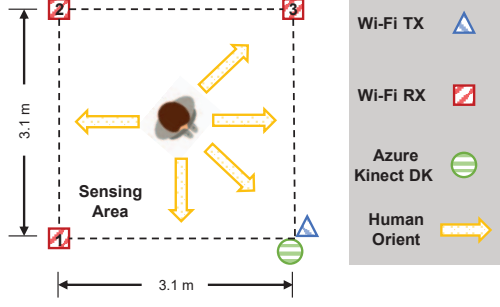 2
3
3.1 m
Sensing
Area
1
3.1 m
Wi-Fi TX
Wi-Fi RX
Azure
Kinect DK
Human
Orient